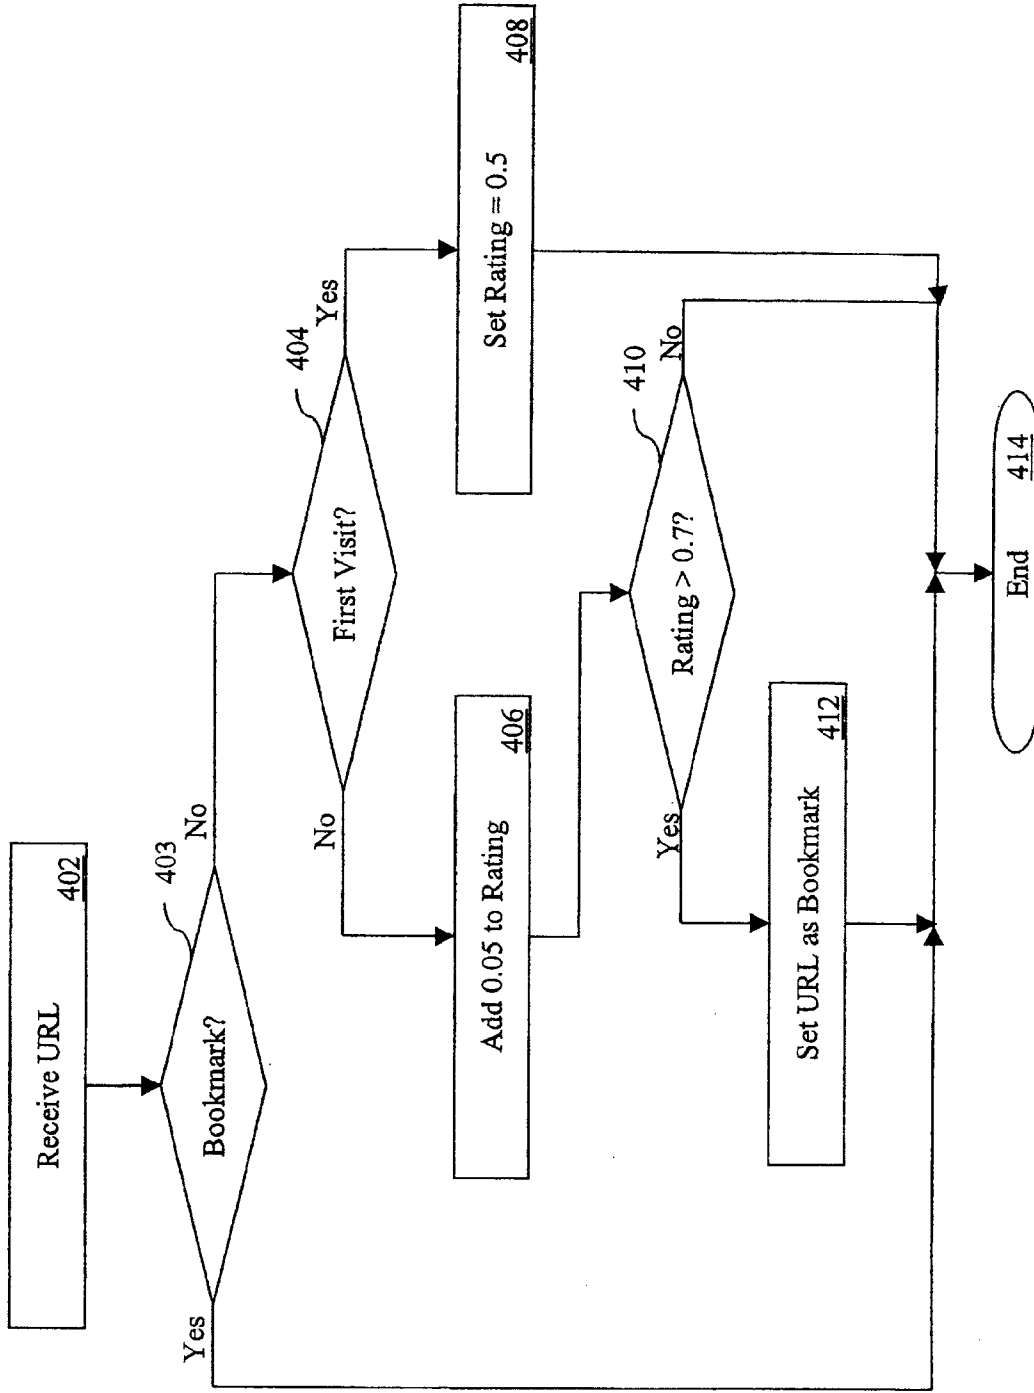 Receive URL
402
403
Bookmark?
Yes
No
404
First Visit?
No
Yes
Add 0.05 to Rating
406
Set Rating = 0.5
408
410
Rating > 0.7?
Yes
No
Set URL as Bookmark
412
End
414